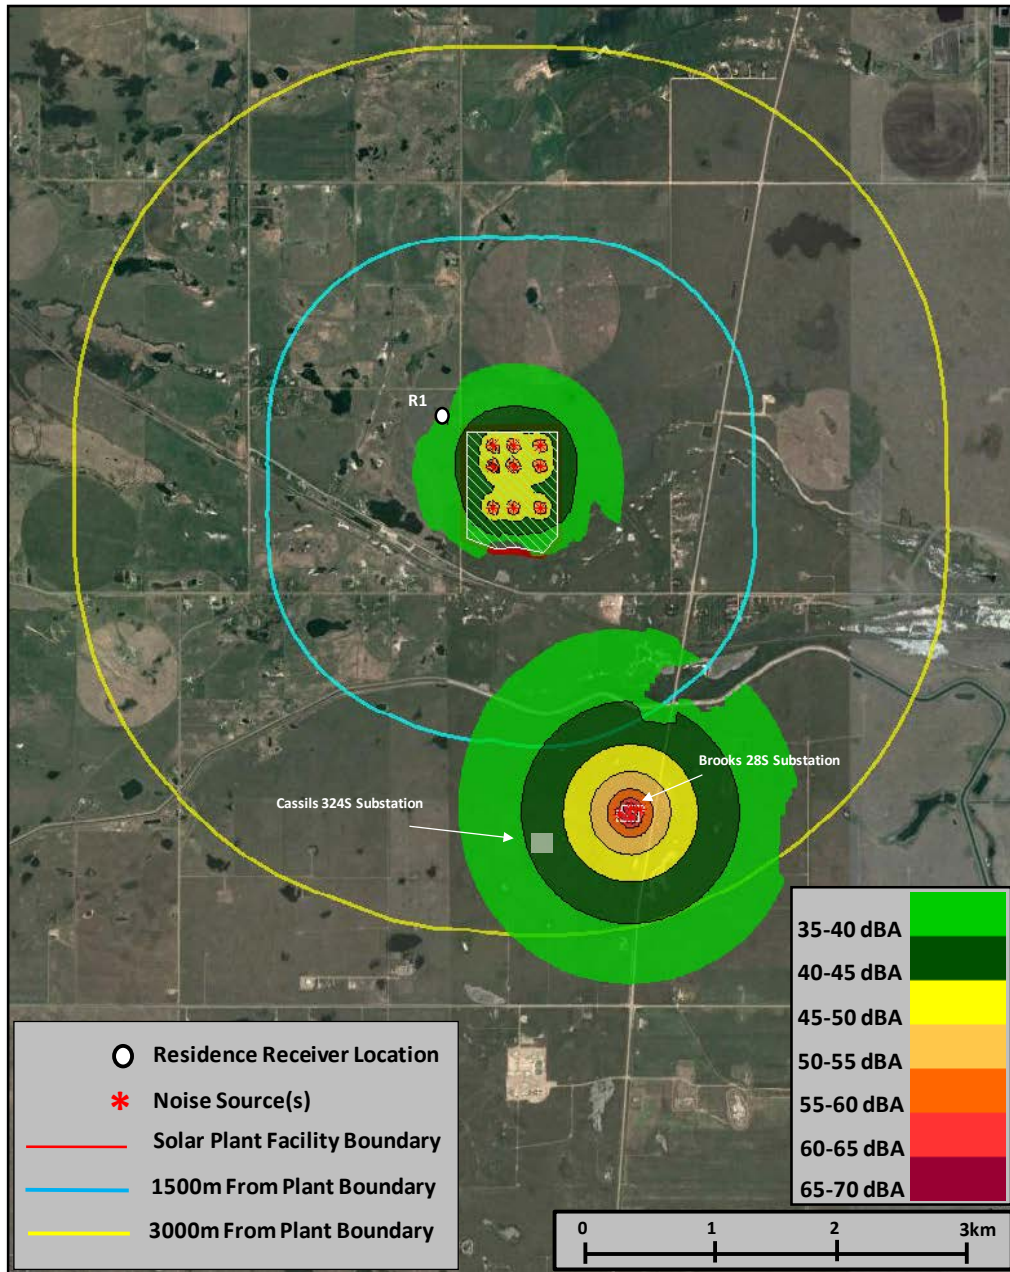 R1
Brooks 28S Substation
Cassils 324S Substation
35-40 dBA
40-45 dBA
45-50 dBA
50-55 dBA
55-60 dBA
60-65 dBA
65-70 dBA
Residence Receiver Location
Noise Source(s)
Solar Plant Facility Boundary
1500m From Plant Boundary
3000m From Plant Boundary
0 1 2 3km